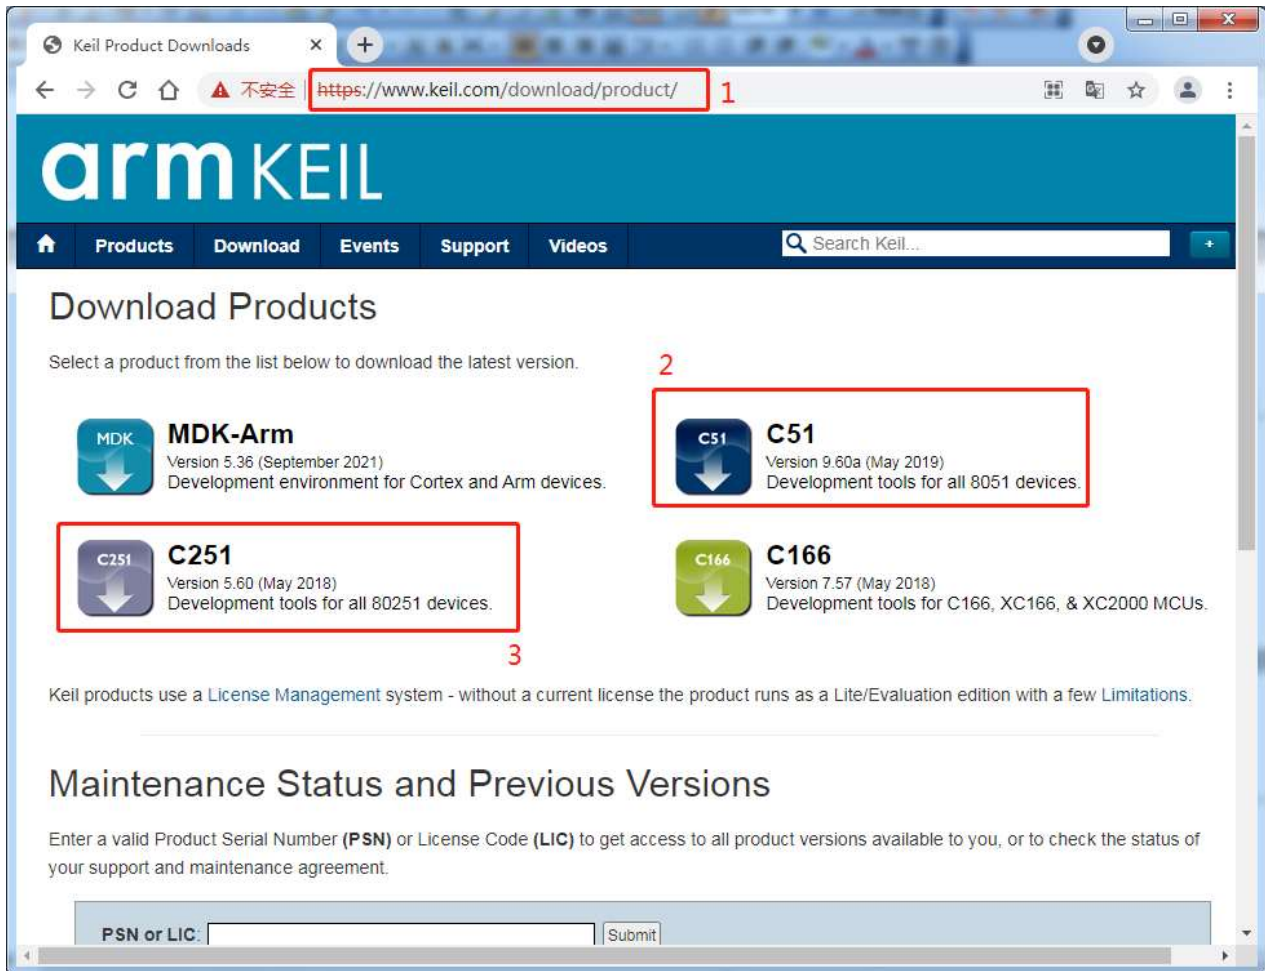 Keil Product Downloads
不安全 https://www.keil.com/download/product/ 1
arm KEIL
Products Download Events Support Videos Search Keil... +
Download Products
Select a product from the list below to download the latest version.
2
MDK
MDK-Arm
Version 5.36 (September 2021)
Development environment for Cortex and Arm devices.
C51
C51
Version 9.60a (May 2019)
Development tools for all 8051 devices.
C251
C251
Version 5.60 (May 2018)
Development tools for all 80251 devices.
C166
C166
Version 7.57 (May 2018)
Development tools for C166, XC166, & XC2000 MCUs.
3
Keil products use a License Management system - without a current license the product runs as a Lite/Evaluation edition with a few Limitations.
Maintenance Status and Previous Versions
Enter a valid Product Serial Number (PSN) or License Code (LIC) to get access to all product versions available to you, or to check the status of
your support and maintenance agreement.
PSN or LIC: Submit